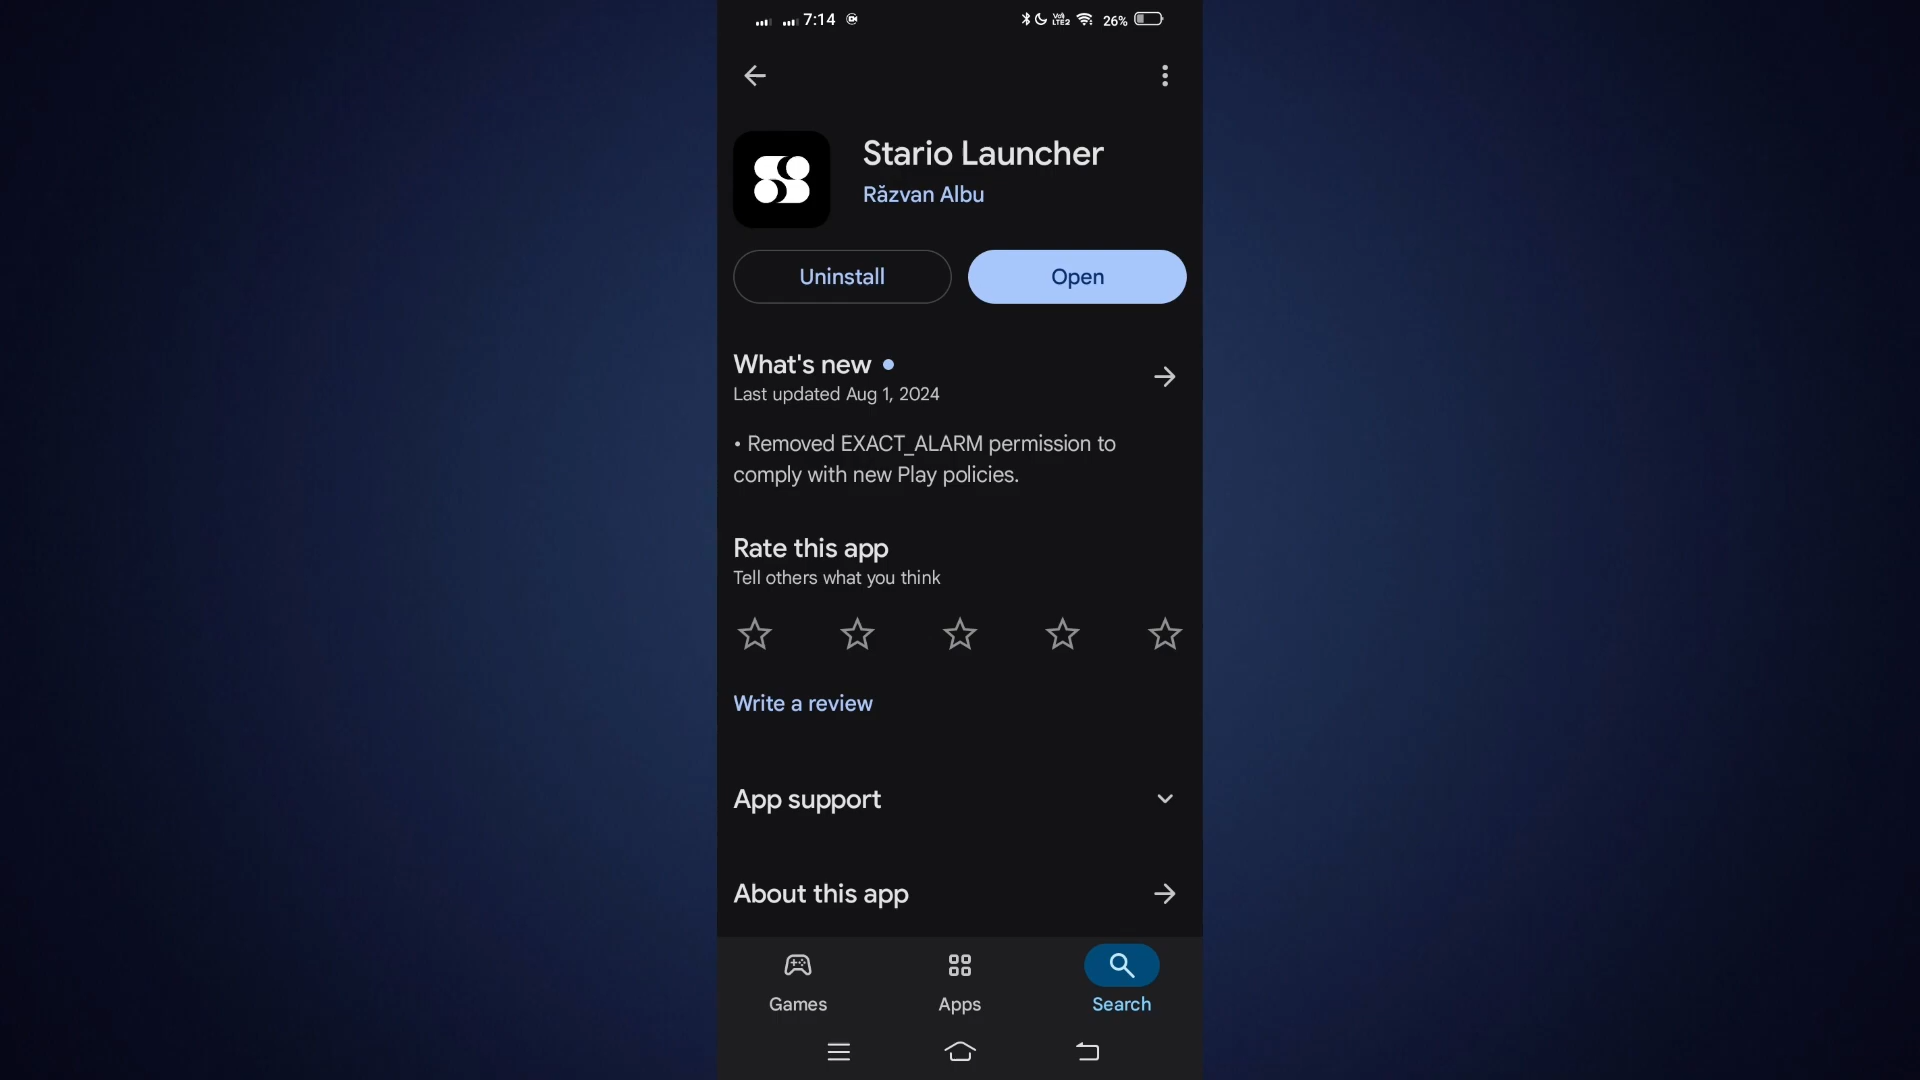 7:14
Vo)) LTE2 26%
Stario Launcher
Răzvan Albu
Uninstall
Open
What's new
Last updated Aug 1, 2024
• Removed EXACT_ALARM permission to
comply with new Play policies.
Rate this app
Tell others what you think
Write a review
App support
About this app
Games
Apps
Search